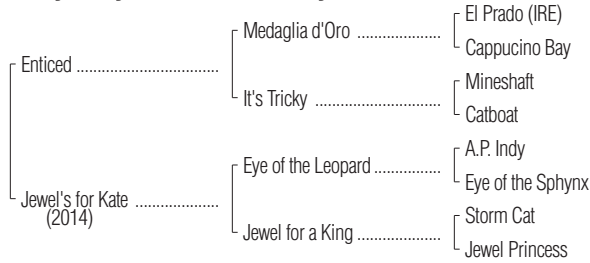 El Prado (IRE)
Medaglia d'Oro ..................
Cappucino Bay
Enticed ...............................
Mineshaft
It's Tricky ...........................
Catboat
A.P. Indy
Eye of the Leopard ...............
Eye of the Sphynx
Jewel's for Kate ..................
(2014)
Storm Cat
Jewel for a King ...................
Jewel Princess